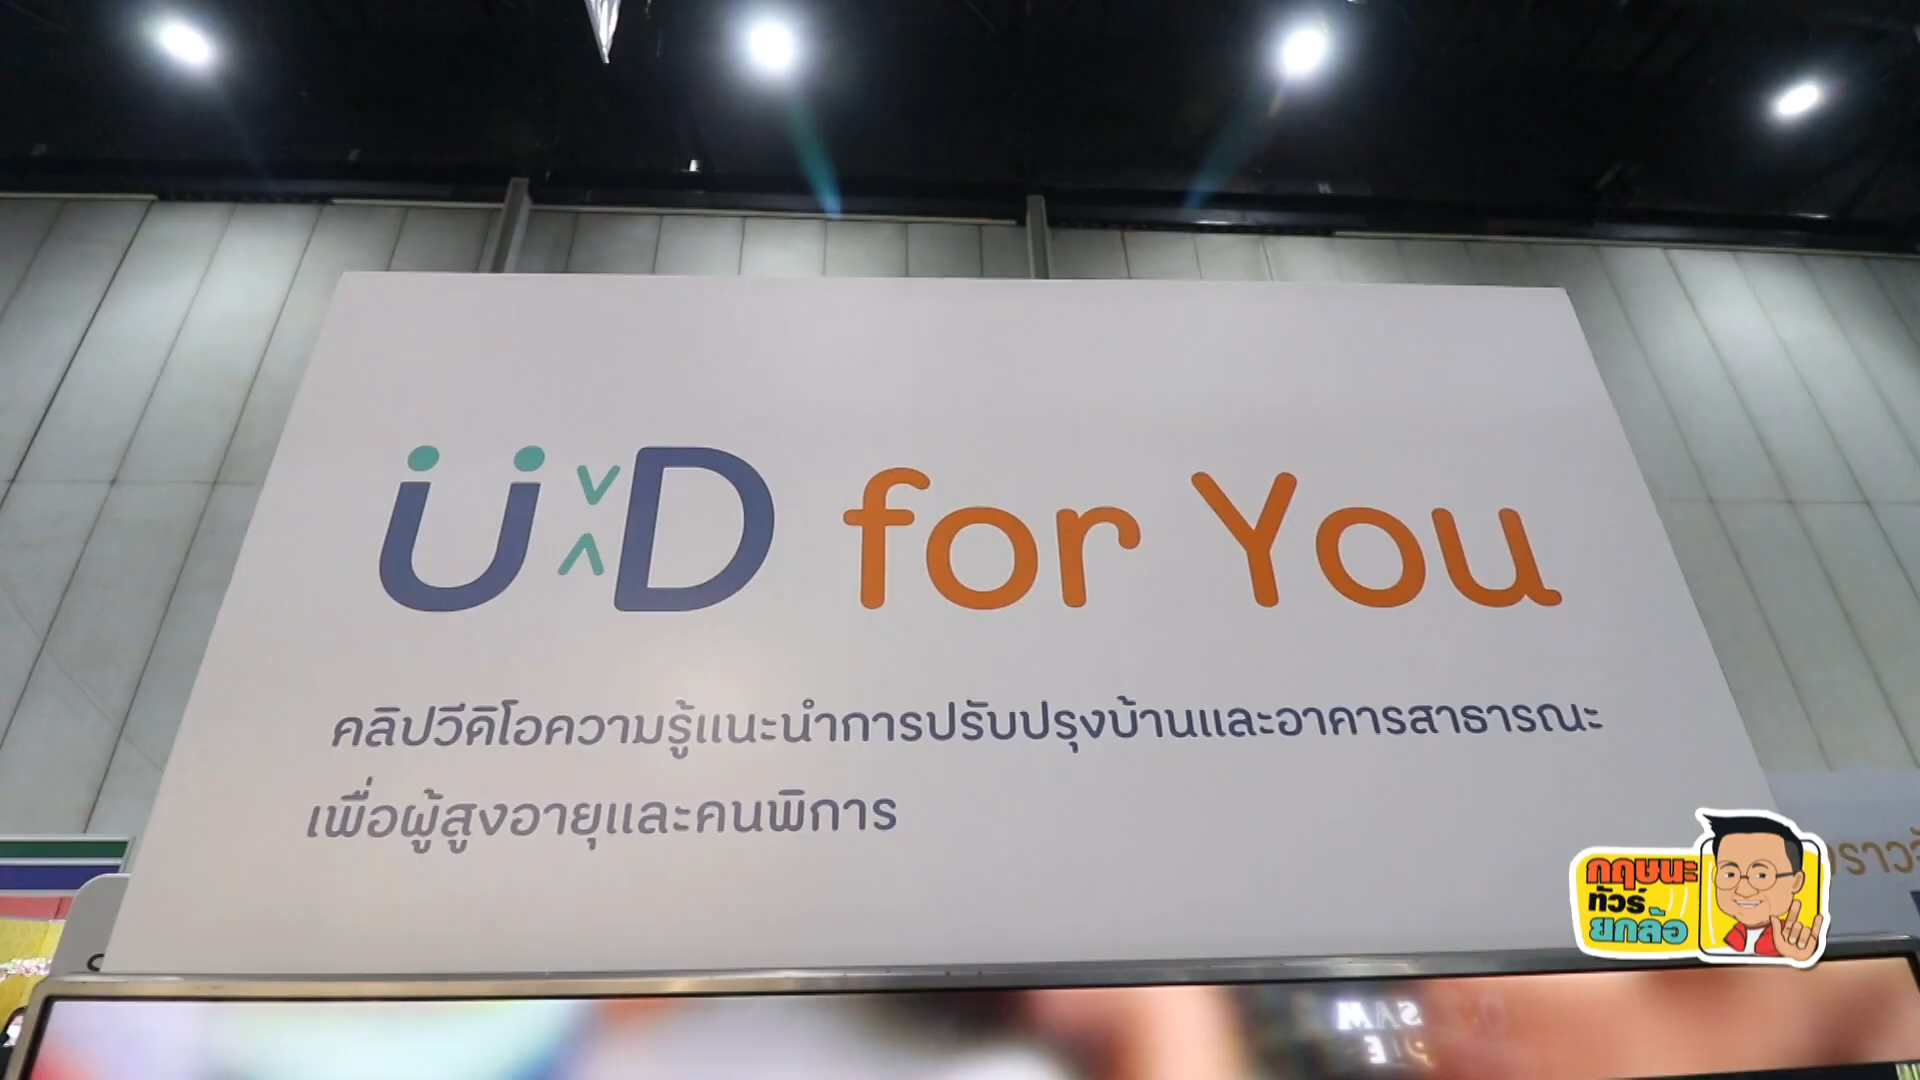 UD for You
คลิปวีดิโอความรู้แนะนำการปรับปรุงบ้านและอาคารสาธารณะ
เพื่อผู้สูงอายุและคนพิการ
กฤษนะ
ทัวร์
ยกล้อ